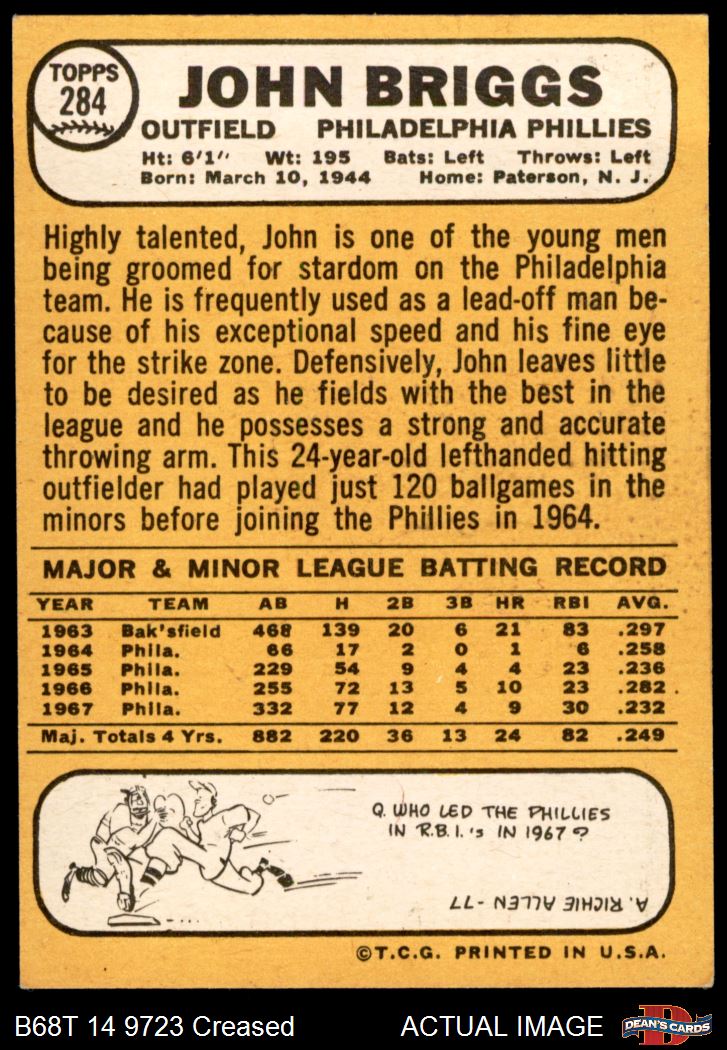 TOPPS
284
JOHN BRIGGS
OUTFIELD PHILADELPHIA PHILLIES
Ht: 6'1" Wt: 195 Bats: Left Throws: Left
Born: March 10, 1944 Home: Paterson, N. J.
Highly talented, John is one of the young men
being groomed for stardom on the Philadelphia
team. He is frequently used as a lead-off man be-
cause of his exceptional speed and his fine eye
for the strike zone. Defensively, John leaves little
to be desired as he fields with the best in the
league and he possesses a strong and accurate
throwing arm. This 24-year-old lefthanded hitting
outfielder had played just 120 ballgames in the
minors before joining the Phillies in 1964.
MAJOR & MINOR LEAGUE BATTING RECORD
YEAR TEAM AB H 2B 3B HR RBI AVG.
1963 Bak'sfield 468 139 20 6 21 83 .297
1964 Phila. 66 17 2 0 1 6 .258
1965 Phila. 229 54 9 4 4 23 .236
1966 Phila. 255 72 13 5 10 23 .282
1967 Phila. 332 77 12 4 9 30 .232
Maj. Totals 4 Yrs. 882 220 36 13 24 82 .249
Q. WHO LED THE PHILLIES
IN R.B.I.'s IN 1967?
A. RICHIE ALLEN -77
©T.C.G. PRINTED IN U.S.A.
B68T 14 9723 Creased ACTUAL IMAGE
D
DEAN'S CARDS